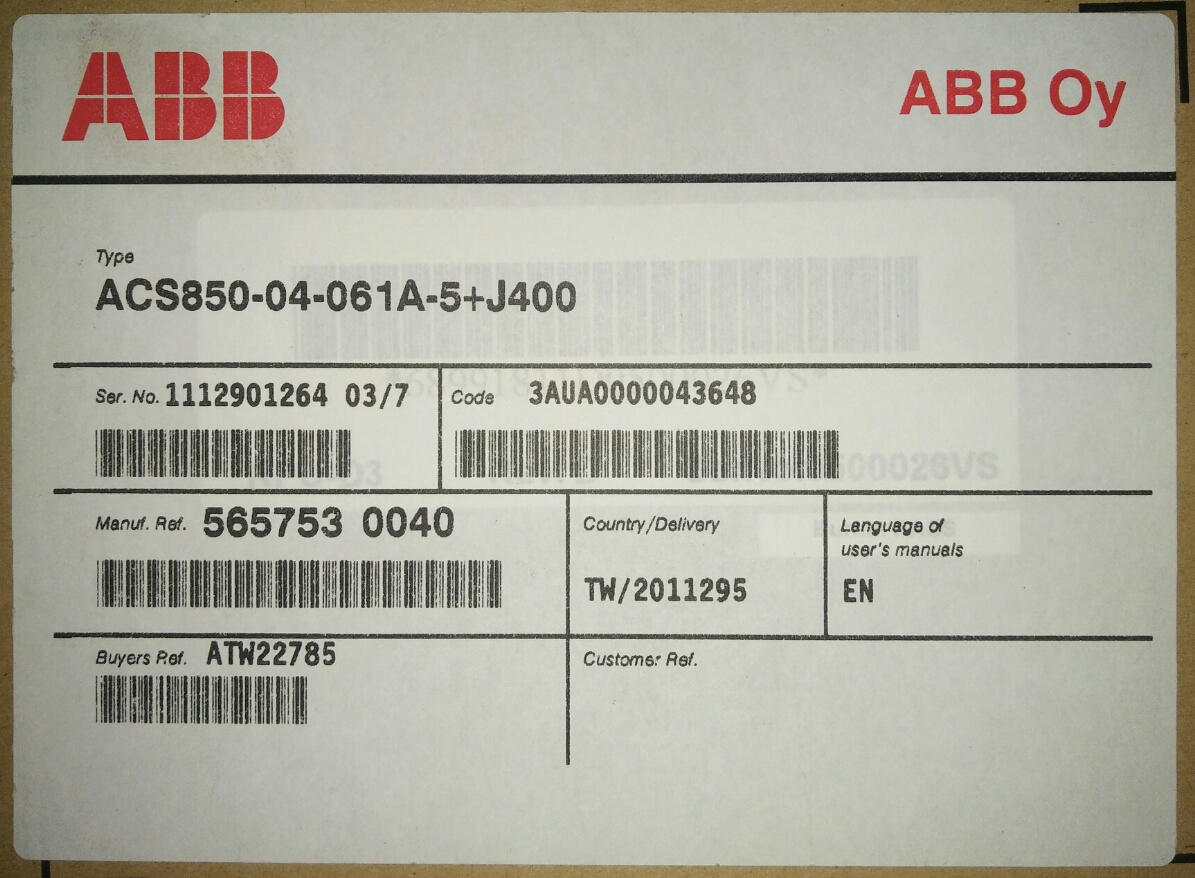 ABB
ABB Oy
Type
ACS850-04-061A-5+J400
Ser. No. 1112901264 03/7
Code 3AUA0000043648
Manuf. Ref. 565753 0040
Country/Delivery
TW/2011295
Language of
user's manuals
EN
Buyers Ref. ATW22785
Customer Ref.